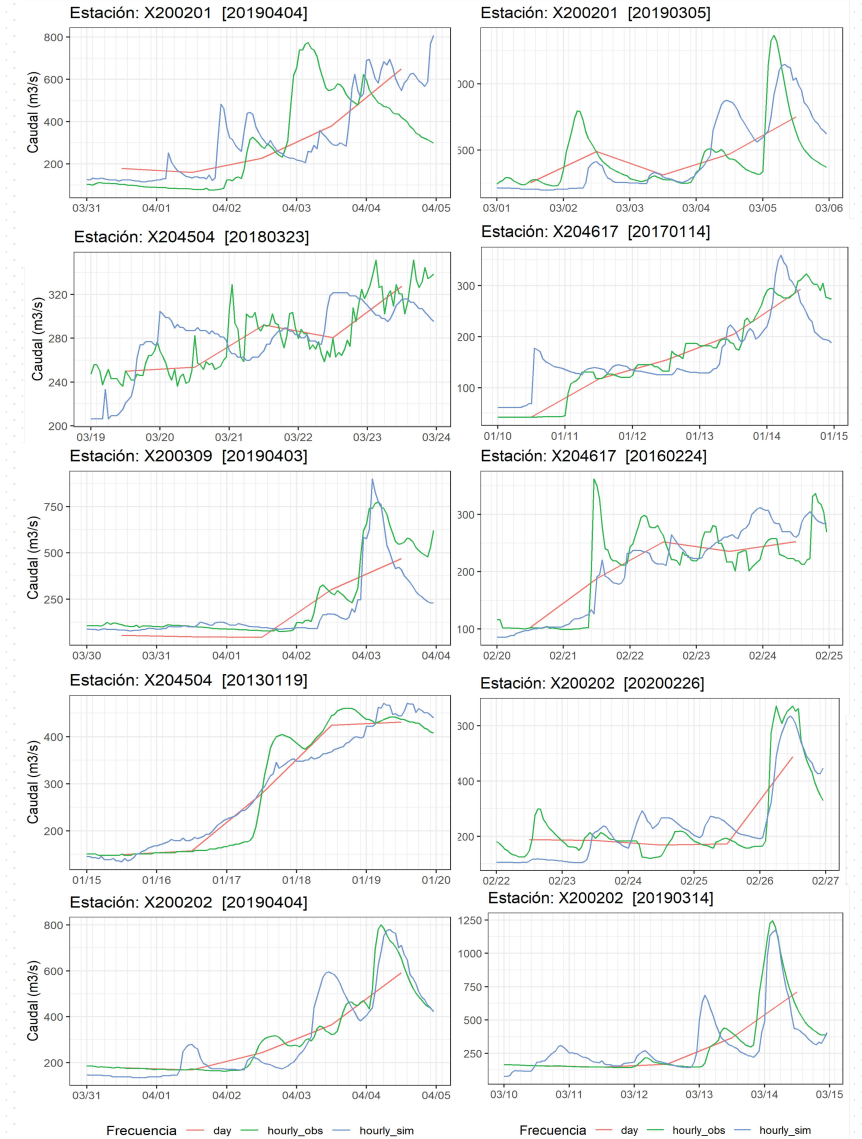 Estación: X200201 [20190404]
Caudal (m3/s)
800
600
400
200
03/31 04/01 04/02 04/03 04/04 04/05
Estación: X200201 [20190305]
500
03/01 03/02 03/03 03/04 03/05 03/06
Estación: X204504 [20180323]
Caudal (m3/s)
320
280
240
200
03/19 03/20 03/21 03/22 03/23 03/24
Estación: X204617 [20170114]
300
200
100
01/10 01/11 01/12 01/13 01/14 01/15
Estación: X200309 [20190403]
Caudal (m3/s)
750
500
250
03/30 03/31 04/01 04/02 04/03 04/04
Estación: X204617 [20160224]
300
200
100
02/20 02/21 02/22 02/23 02/24 02/25
Estación: X204504 [20130119]
Caudal (m3/s)
400
300
200
01/15 01/16 01/17 01/18 01/19 01/20
Estación: X200202 [20200226]
600
400
200
02/22 02/23 02/24 02/25 02/26 02/27
Estación: X200202 [20190404]
Caudal (m3/s)
800
600
400
200
03/31 04/01 04/02 04/03 04/04 04/05
Estación: X200202 [20190314]
1250
1000
750
500
250
03/10 03/11 03/12 03/13 03/14 03/15
Frecuencia day hourly_obs hourly_sim
Frecuencia day hourly_obs hourly_sim